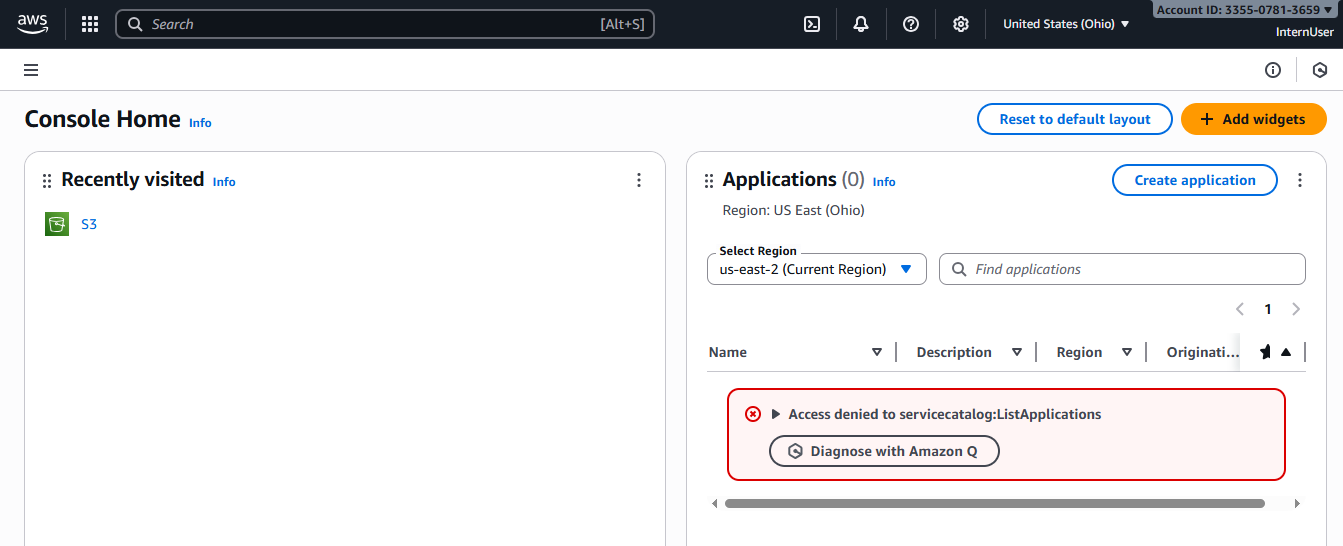 aws
Search [Alt+S]
United States (Ohio)
Account ID: 3355-0781-3659
InternUser
Console Home Info
Reset to default layout
Add widgets
Recently visited Info
S3
Applications (0) Info
Create application
Region: US East (Ohio)
Select Region
us-east-2 (Current Region)
Find applications
1
Name Description Region Originati...
Access denied to servicecatalog:ListApplications
Diagnose with Amazon Q